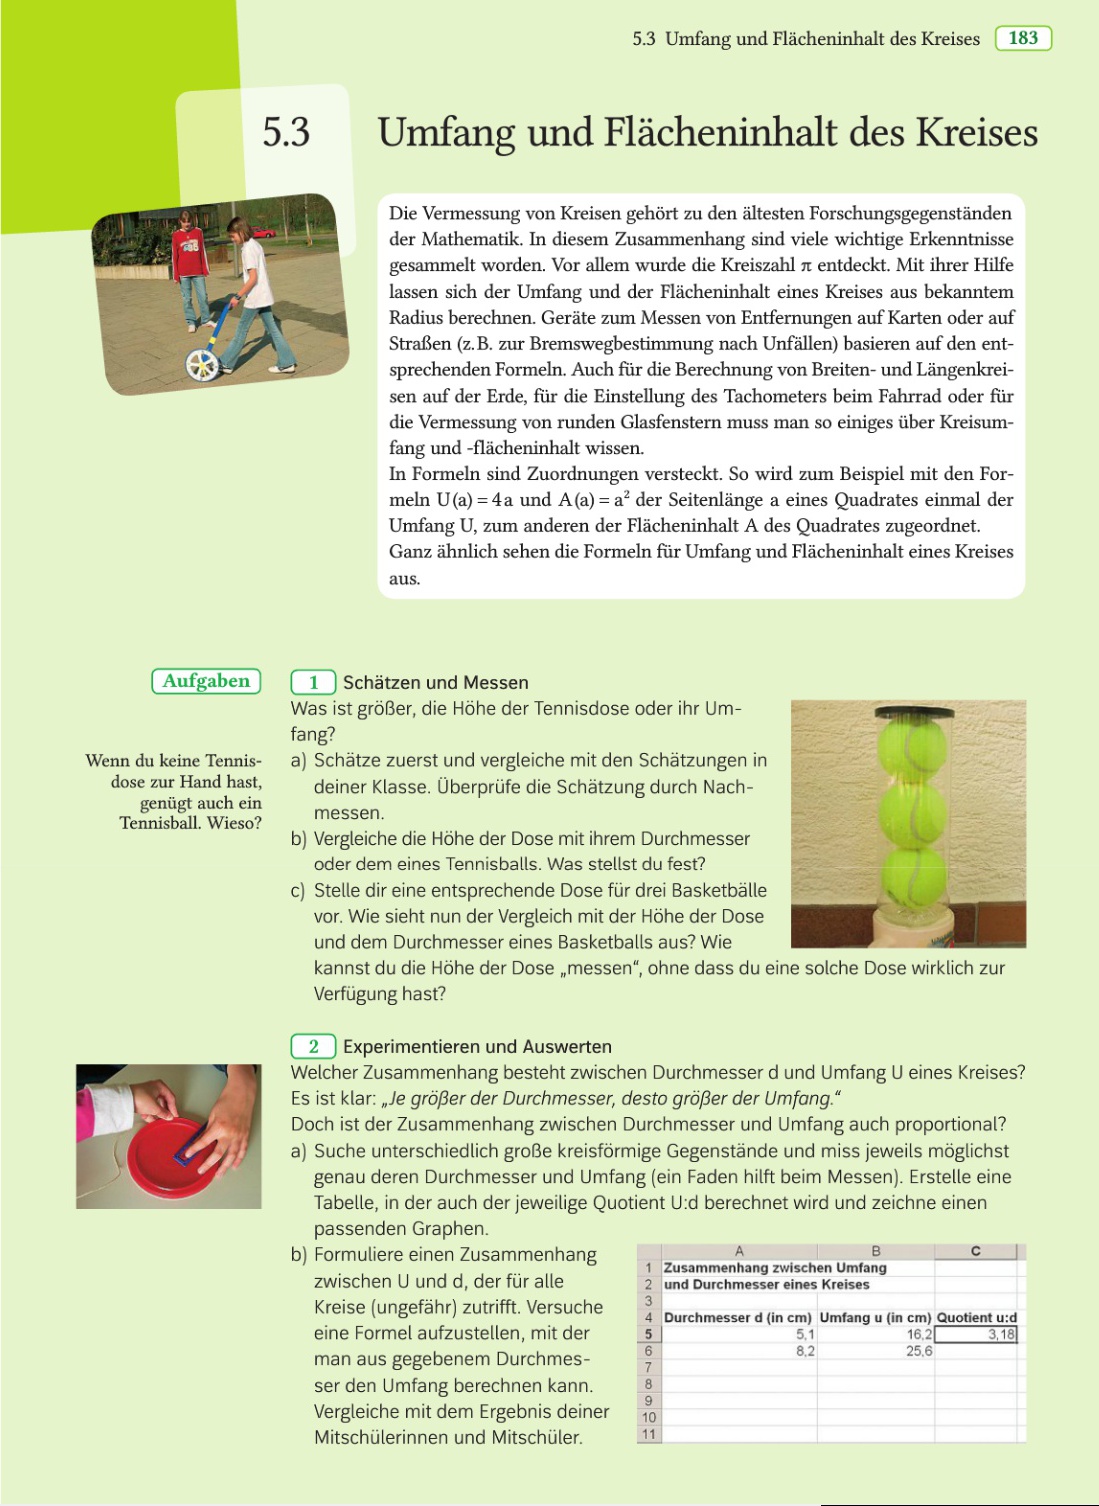 5.3 Umfang und Flächeninhalt des Kreises 183
5.3 Umfang und Flächeninhalt des Kreises
Die Vermessung von Kreisen gehört zu den ältesten Forschungsgegenständen
der Mathematik. In diesem Zusammenhang sind viele wichtige Erkenntnisse
gesammelt worden. Vor allem wurde die Kreiszahl π entdeckt. Mit ihrer Hilfe
lassen sich der Umfang und der Flächeninhalt eines Kreises aus bekanntem
Radius berechnen. Geräte zum Messen von Entfernungen auf Karten oder auf
Straßen (z.B. zur Bremswegbestimmung nach Unfällen) basieren auf den ent-
sprechenden Formeln. Auch für die Berechnung von Breiten- und Längenkrei-
sen auf der Erde, für die Einstellung des Tachometers beim Fahrrad oder für
die Vermessung von runden Glasfenstern muss man so einiges über Kreisum-
fang und -flächeninhalt wissen.
In Formeln sind Zuordnungen versteckt. So wird zum Beispiel mit den For-
meln U(a) = 4a und A(a) = a² der Seitenlänge a eines Quadrates einmal der
Umfang U, zum anderen der Flächeninhalt A des Quadrates zugeordnet.
Ganz ähnlich sehen die Formeln für Umfang und Flächeninhalt eines Kreises
aus.
Aufgaben
Wenn du keine Tennis-
dose zur Hand hast,
genügt auch ein
Tennisball. Wieso?
1 Schätzen und Messen
Was ist größer, die Höhe der Tennisdose oder ihr Um-
fang?
a) Schätze zuerst und vergleiche mit den Schätzungen in
deiner Klasse. Überprüfe die Schätzung durch Nach-
messen.
b) Vergleiche die Höhe der Dose mit ihrem Durchmesser
oder dem eines Tennisballs. Was stellst du fest?
c) Stelle dir eine entsprechende Dose für drei Basketbälle
vor. Wie sieht nun der Vergleich mit der Höhe der Dose
und dem Durchmesser eines Basketballs aus? Wie
kannst du die Höhe der Dose „messen“, ohne dass du eine solche Dose wirklich zur
Verfügung hast?
2 Experimentieren und Auswerten
Welcher Zusammenhang besteht zwischen Durchmesser d und Umfang U eines Kreises?
Es ist klar: „Je größer der Durchmesser, desto größer der Umfang.“
Doch ist der Zusammenhang zwischen Durchmesser und Umfang auch proportional?
a) Suche unterschiedlich große kreisförmige Gegenstände und miss jeweils möglichst
genau deren Durchmesser und Umfang (ein Faden hilft beim Messen). Erstelle eine
Tabelle, in der auch der jeweilige Quotient U:d berechnet wird und zeichne einen
passenden Graphen.
b) Formuliere einen Zusammenhang
zwischen U und d, der für alle
Kreise (ungefähr) zutrifft. Versuche
eine Formel aufzustellen, mit der
man aus gegebenem Durchmes-
ser den Umfang berechnen kann.
Vergleiche mit dem Ergebnis deiner
Mitschülerinnen und Mitschüler.
A B C
1 Zusammenhang zwischen Umfang
2 und Durchmesser eines Kreises
3
4 Durchmesser d (in cm) Umfang u (in cm) Quotient u:d
5 5,1 16,2 3,18
6 8,2 25,6
7
8
9
10
11